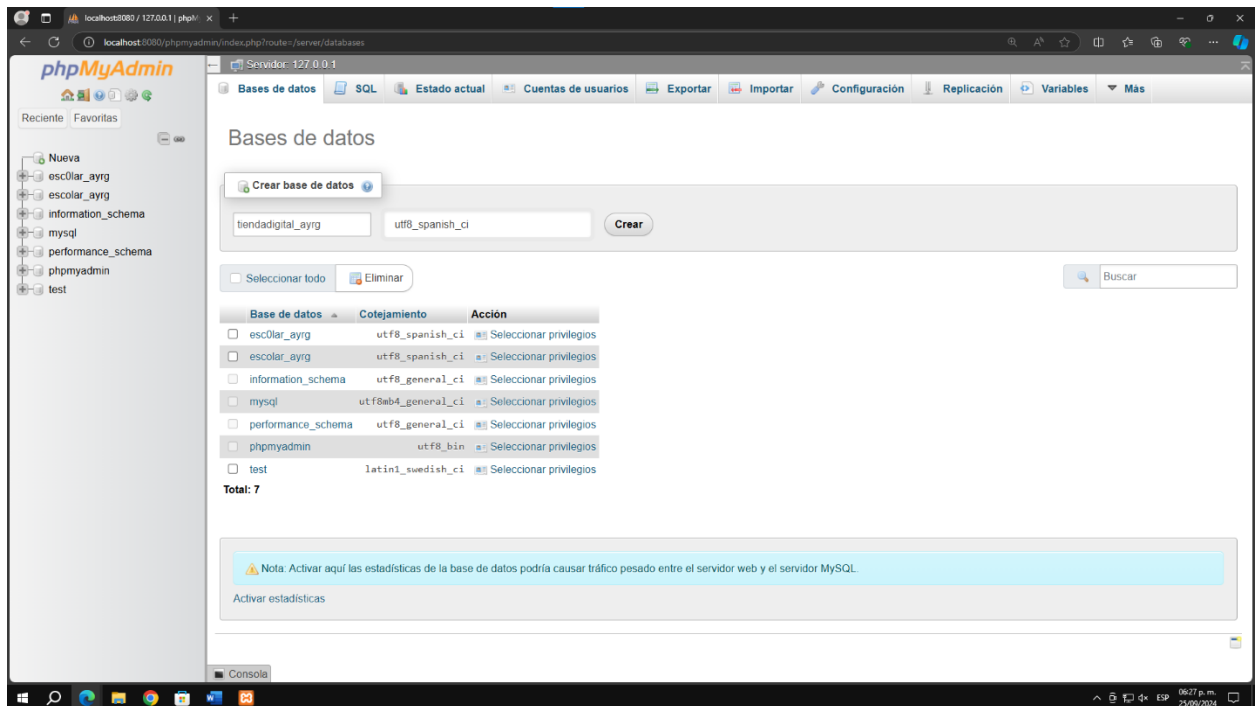 localhost:8080 / 127.0.0.1 | phpM
localhost:8080/phpmyadmin/index.php?route=/server/databases
phpMyAdmin
Reciente Favoritas
Nueva
esc0lar_ayrg
escolar_ayrg
information_schema
mysql
performance_schema
phpmyadmin
test
Servidor: 127.0.0.1
Bases de datos SQL Estado actual Cuentas de usuarios Exportar Importar Configuración Replicación Variables Más
Bases de datos
Crear base de datos
tiendadigital_ayrg utf8_spanish_ci Crear
Seleccionar todo Eliminar Buscar
Base de datos Cotejamiento Acción
esc0lar_ayrg utf8_spanish_ci Seleccionar privilegios
escolar_ayrg utf8_spanish_ci Seleccionar privilegios
information_schema utf8_general_ci Seleccionar privilegios
mysql utf8mb4_general_ci Seleccionar privilegios
performance_schema utf8_general_ci Seleccionar privilegios
phpmyadmin utf8_bin Seleccionar privilegios
test latin1_swedish_ci Seleccionar privilegios
Total: 7
Nota: Activar aquí las estadísticas de la base de datos podría causar tráfico pesado entre el servidor web y el servidor MySQL.
Activar estadísticas
Consola
ESP 06:27 p. m.
25/09/2024